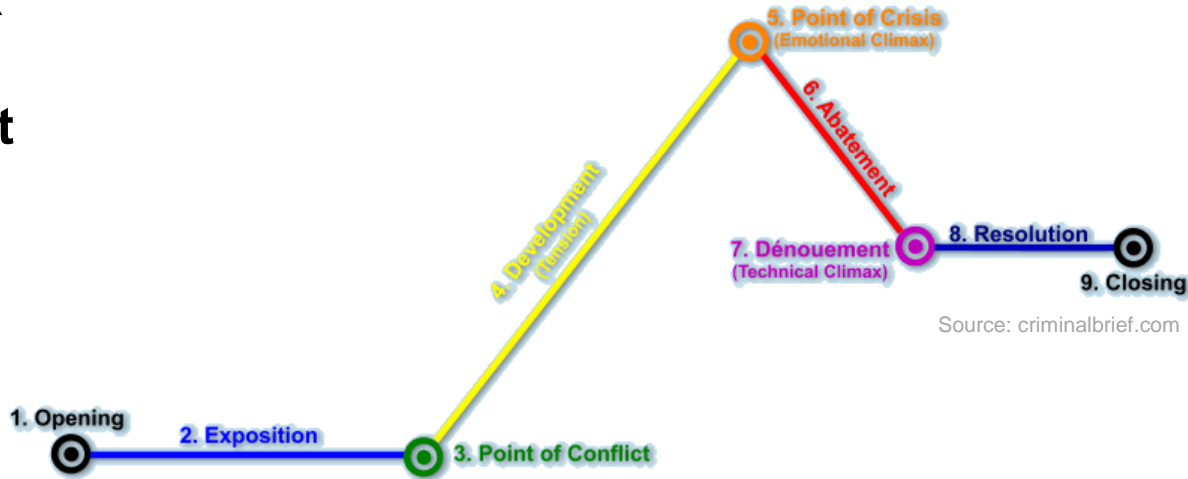 t
5. Point of Crisis
(Emotional Climax)
6. Abatement
4. Development
(Tension)
7. Dénouement
(Technical Climax)
8. Resolution
9. Closing
Source: criminalbrief.com
1. Opening
2. Exposition
3. Point of Conflict